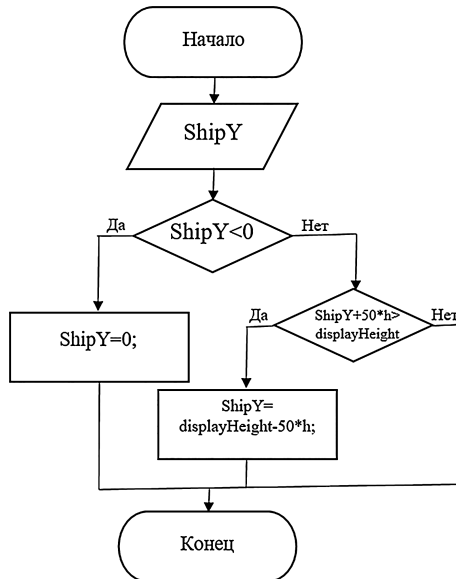 Начало
ShipY
Да
ShipY<0
Нет
ShipY=0;
Да
ShipY+50*h>
displayHeight
Нет
ShipY=
displayHeight-50*h;
Конец